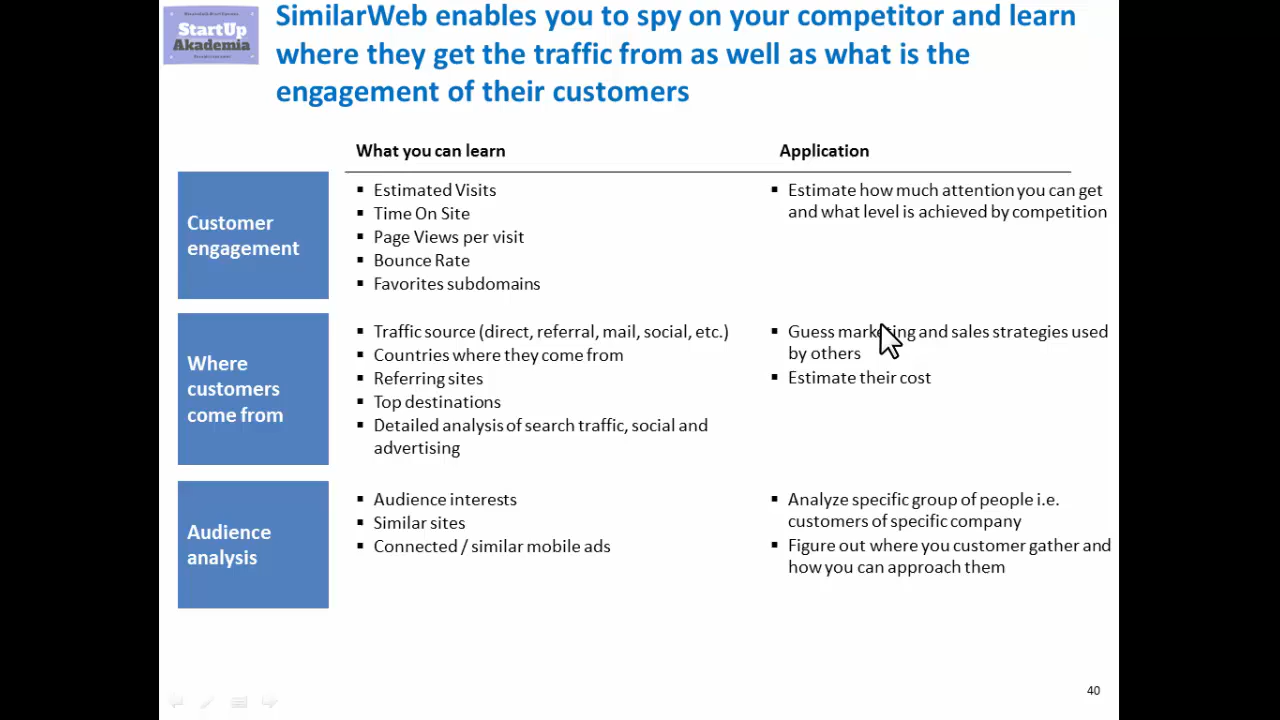 StartUp
Akademia
SimilarWeb enables you to spy on your competitor and learn
where they get the traffic from as well as what is the
engagement of their customers
What you can learn
Application
Customer
engagement
▪ Estimated Visits
▪ Time On Site
▪ Page Views per visit
▪ Bounce Rate
▪ Favorites subdomains
▪ Estimate how much attention you can get
and what level is achieved by competition
Where
customers
come from
▪ Traffic source (direct, referral, mail, social, etc.)
▪ Countries where they come from
▪ Referring sites
▪ Top destinations
▪ Detailed analysis of search traffic, social and
advertising
▪ Guess marketing and sales strategies used
by others
▪ Estimate their cost
Audience
analysis
▪ Audience interests
▪ Similar sites
▪ Connected / similar mobile ads
▪ Analyze specific group of people i.e.
customers of specific company
▪ Figure out where you customer gather and
how you can approach them
40